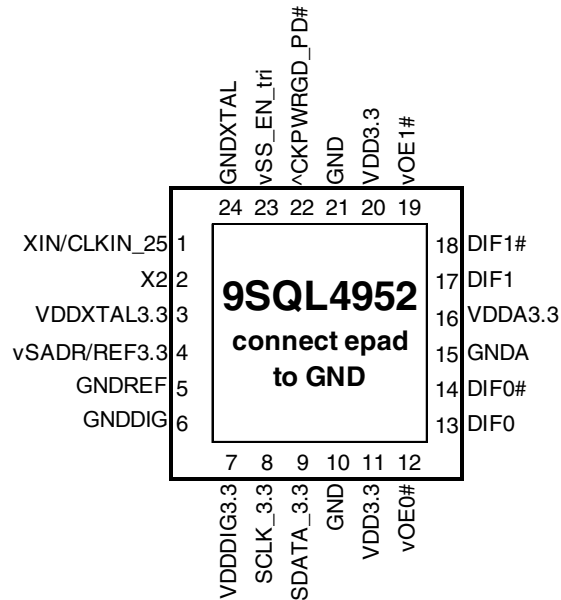 GNDXTAL
vSS_EN_tri
^CKPWRGD_PD#
GND
VDD3.3
vOE1#
24 23 22 21 20 19
XIN/CLKIN_25 1
X2 2
VDDXTAL3.3 3
vSADR/REF3.3 4
GNDREF 5
GNDDIG 6
9SQL4952
connect epad
to GND
18 DIF1#
17 DIF1
16 VDDA3.3
15 GNDA
14 DIF0#
13 DIF0
7 8 9 10 11 12
VDDDIG3.3
SCLK_3.3
SDATA_3.3
GND
VDD3.3
vOE0#